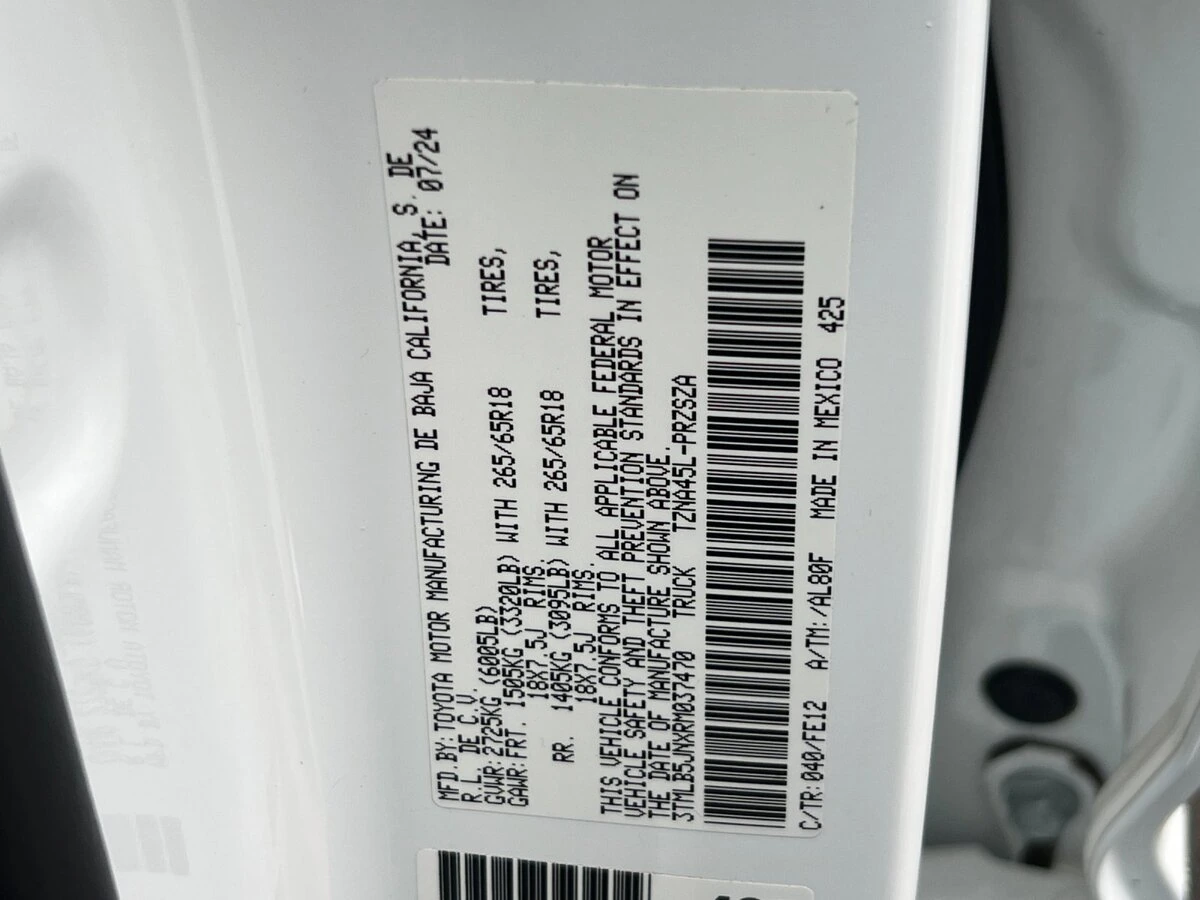 MFD.BY:TOYOTA MOTOR MANUFACTURING DE BAJA CALIFORNIA,S. DE
R.L. DE C.V. DATE: 07/24
GVWR:2725KG (6005LB)
GAWR:FRT. 1505KG (3320LB) WITH 265/65R18 TIRES,
18X7.5J RIMS.
RR. 1405KG (3095LB) WITH 265/65R18 TIRES,
18X7.5J RIMS.
THIS VEHICLE CONFORMS TO ALL APPLICABLE FEDERAL MOTOR
VEHICLE SAFETY AND THEFT PREVENTION STANDARDS IN EFFECT ON
THE DATE OF MANUFACTURE SHOWN ABOVE.
3TMLB5JNXRM037470 TRUCK TZNA45L-PRZSZA
C/TR:040/FE12 A/TM:/AL80F MADE IN MEXICO 425